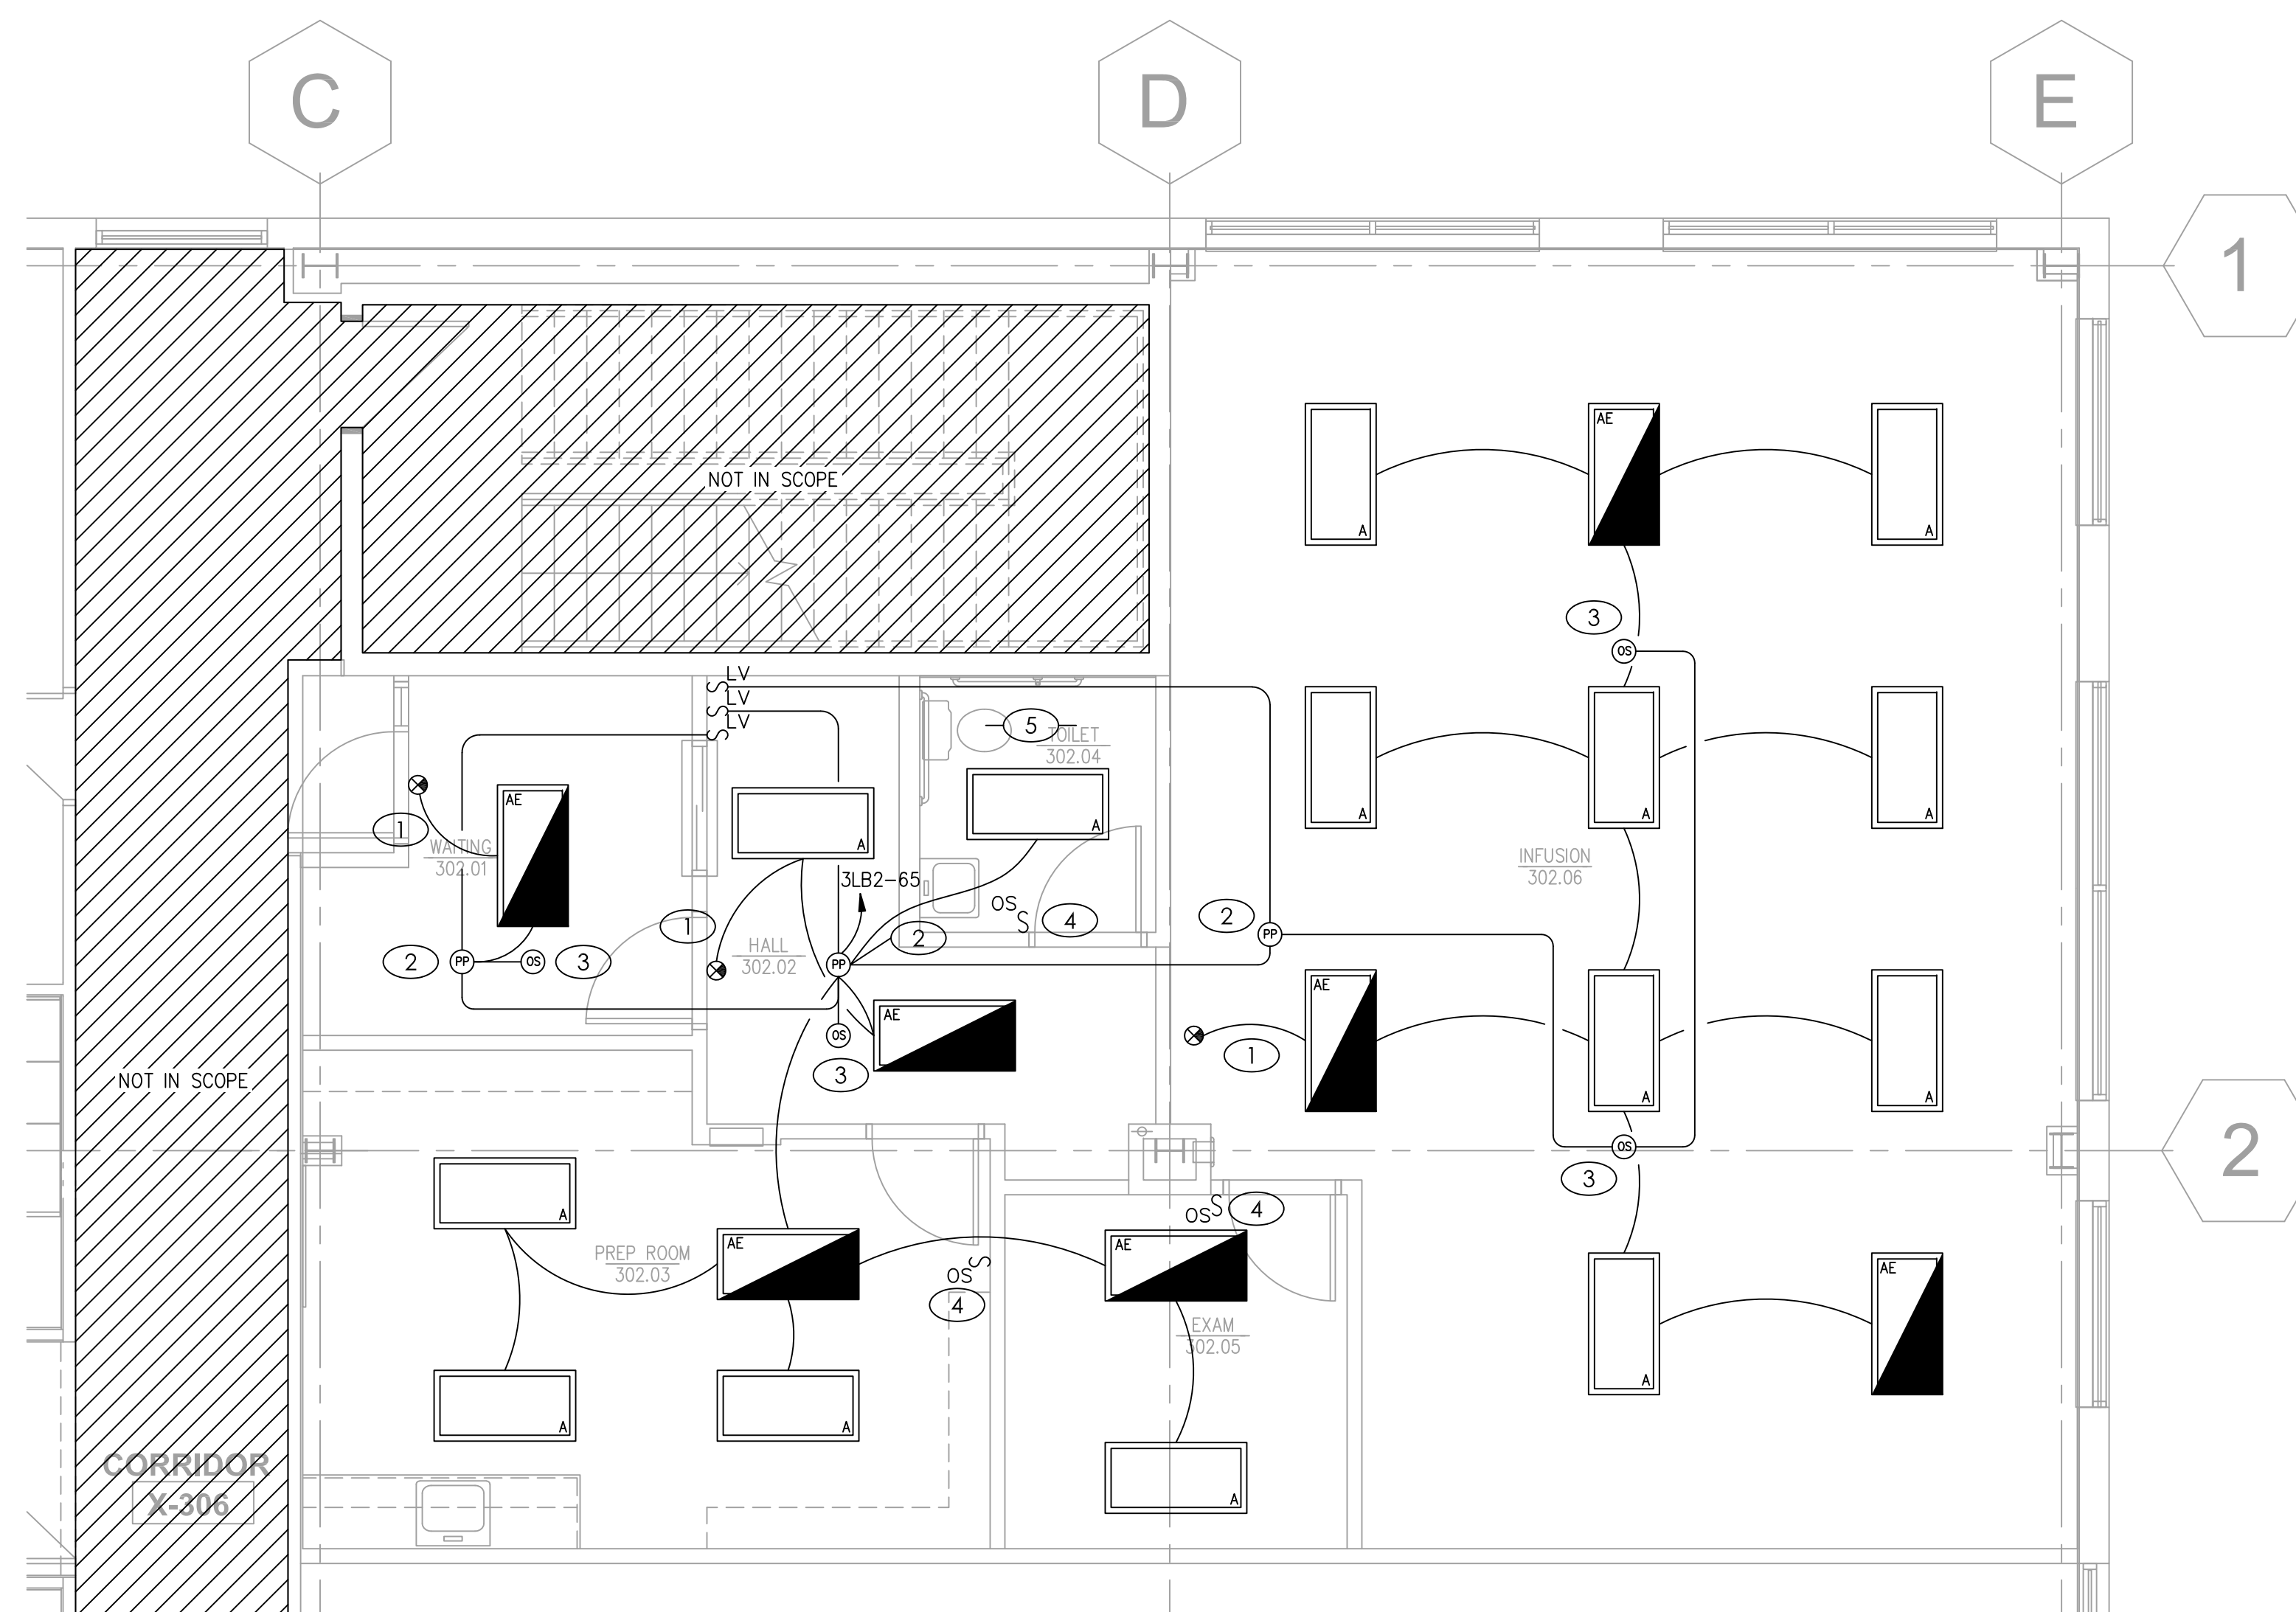 C
D
E
1
AE
A
A
NOT IN SCOPE
3
OS
LV
S
LV
S
LV
S
5
TOILET
302.04
A
A
A
A
AE
1
WAITING
302.01
A
3LB2-65
INFUSION
302.06
OS
S
4
2
1
2
HALL
302.02
PP
2
PP
OS
3
PP
AE
A
A
AE
OS
3
1
NOT IN SCOPE
OS
3
2
A
AE
PREP ROOM
302.03
S
OS
4
OS
S
4
AE
EXAM
302.05
AE
A
A
A
A
CORRIDOR
X-306